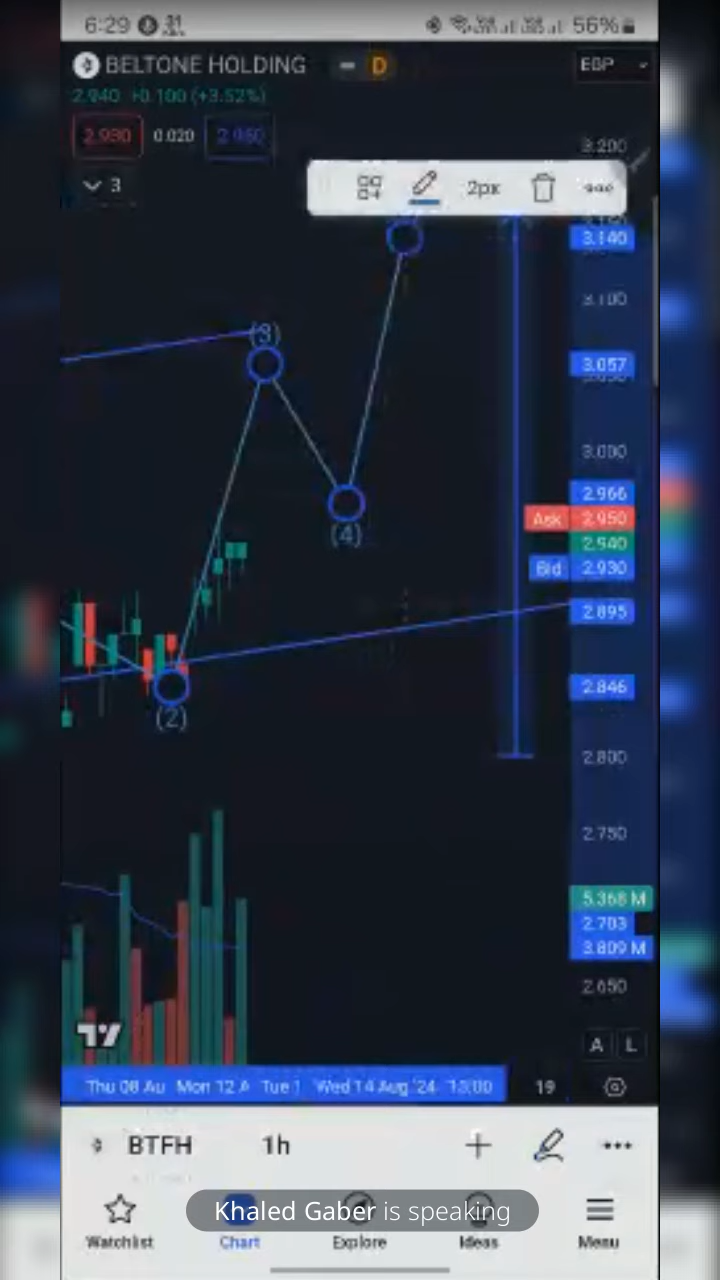 6:29 31 56%
BELTONE HOLDING D EGP
2.940 +0.100 (+3.52%)
2.930 0.020 2.950
3.200
3
2px
3.140
3.100
(3)
3.057
3.000
2.966
Ask 2.950
(4)
2.940
Bid 2.930
2.895
2.846
(2)
2.800
2.750
5.368 M
2.703
3.809 M
2.650
A L
Thu 08 Au Mon 12 A Tue 1 Wed 14 Aug '24 13:00 19
BTFH 1h
Khaled Gaber is speaking
Watchlist Chart Explore Ideas Menu